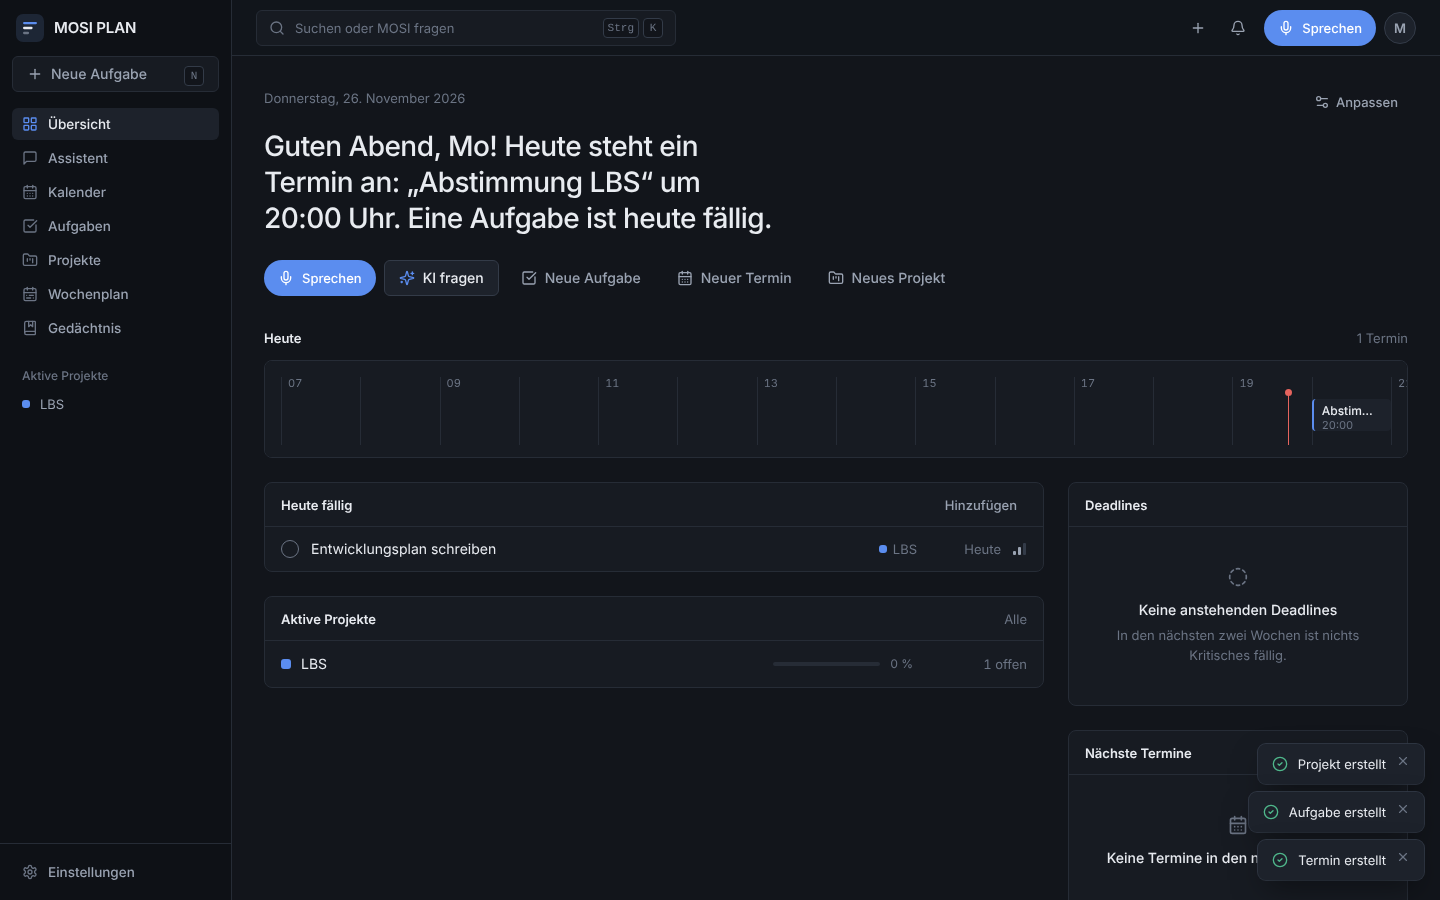 MOSI PLAN
Neue Aufgabe N
Übersicht
Assistent
Kalender
Aufgaben
Projekte
Wochenplan
Gedächtnis
Aktive Projekte
LBS
Einstellungen
Suchen oder MOSI fragen Strg K
Sprechen M
Donnerstag, 26. November 2026
Anpassen
Guten Abend, Mo! Heute steht ein
Termin an: „Abstimmung LBS“ um
20:00 Uhr. Eine Aufgabe ist heute fällig.
Sprechen KI fragen Neue Aufgabe Neuer Termin Neues Projekt
Heute 1 Termin
07 09 11 13 15 17 19
Abstim...
20:00
Heute fällig Hinzufügen
Entwicklungsplan schreiben LBS Heute
Aktive Projekte Alle
LBS 0 % 1 offen
Deadlines
Keine anstehenden Deadlines
In den nächsten zwei Wochen ist nichts
Kritisches fällig.
Nächste Termine
Keine Termine in den
Projekt erstellt
Aufgabe erstellt
Termin erstellt